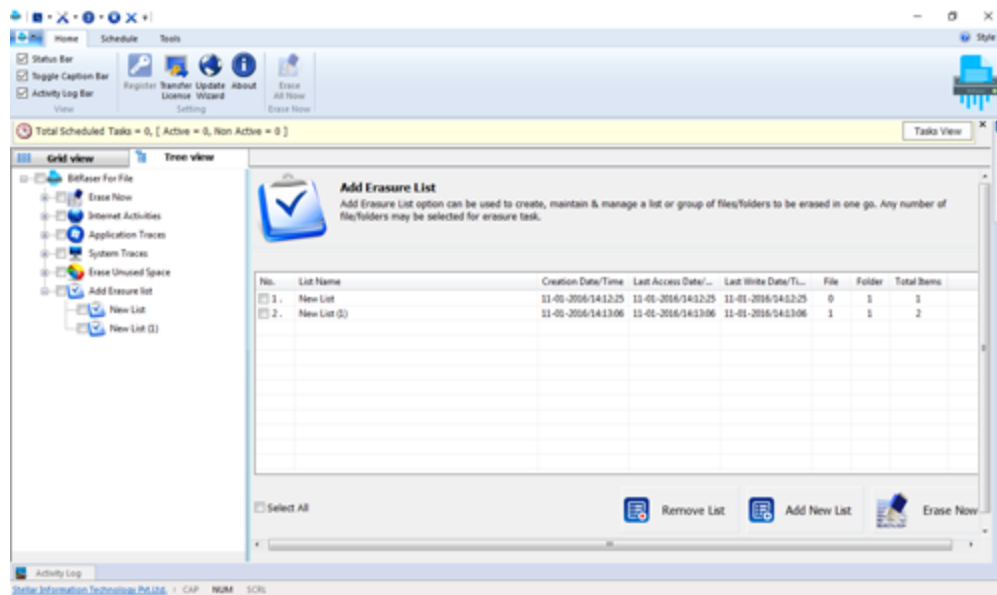 Home Schedule Tools Style
Status Bar
Toggle Caption Bar
Activity Log Bar
View
Register Transfer License Update Wizard About
Setting
Erase All Now
Erase Now
Total Scheduled Tasks = 0, [ Active = 0, Non Active = 0 ] Tasks View
Grid view Tree view
BitRaser For File
Erase Now
Internet Activities
Application Traces
System Traces
Erase Unused Space
Add Erasure list
New List
New List (1)
Add Erasure List
Add Erasure List option can be used to create, maintain & manage a list or group of files/folders to be erased in one go. Any number of
file/folders may be selected for erasure task.
No. List Name Creation Date/Time Last Access Date/... Last Write Date/Ti... File Folder Total Items
1. New List 11-01-2016/14:12:25 11-01-2016/14:12:25 11-01-2016/14:12:25 0 1 1
2. New List (1) 11-01-2016/14:13:06 11-01-2016/14:13:06 11-01-2016/14:13:06 1 1 2
Select All Remove List Add New List Erase Now
Activity Log
Stellar Information Technology Pvt.Ltd. CAP NUM SCRL